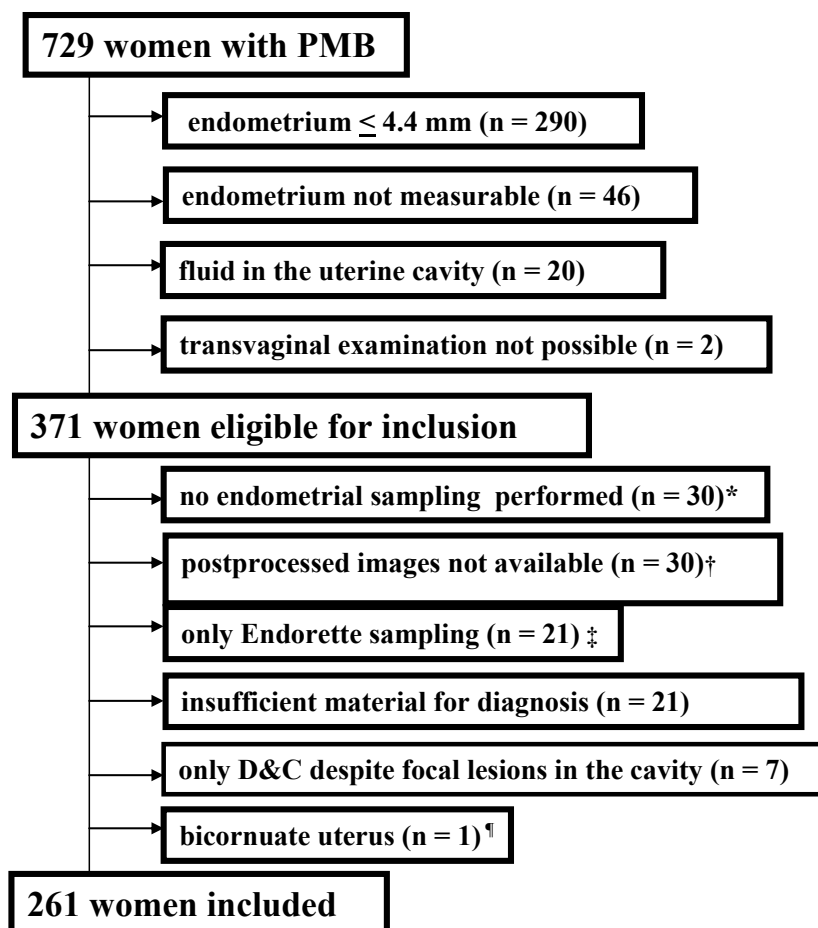 729 women with PMB
endometrium ≤ 4.4 mm (n = 290)
endometrium not measurable (n = 46)
fluid in the uterine cavity (n = 20)
transvaginal examination not possible (n = 2)
371 women eligible for inclusion
no endometrial sampling performed (n = 30)*
postprocessed images not available (n = 30)†
only Endorette sampling (n = 21) ‡
insufficient material for diagnosis (n = 21)
only D&C despite focal lesions in the cavity (n = 7)
bicornuate uterus (n = 1)¶
261 women included